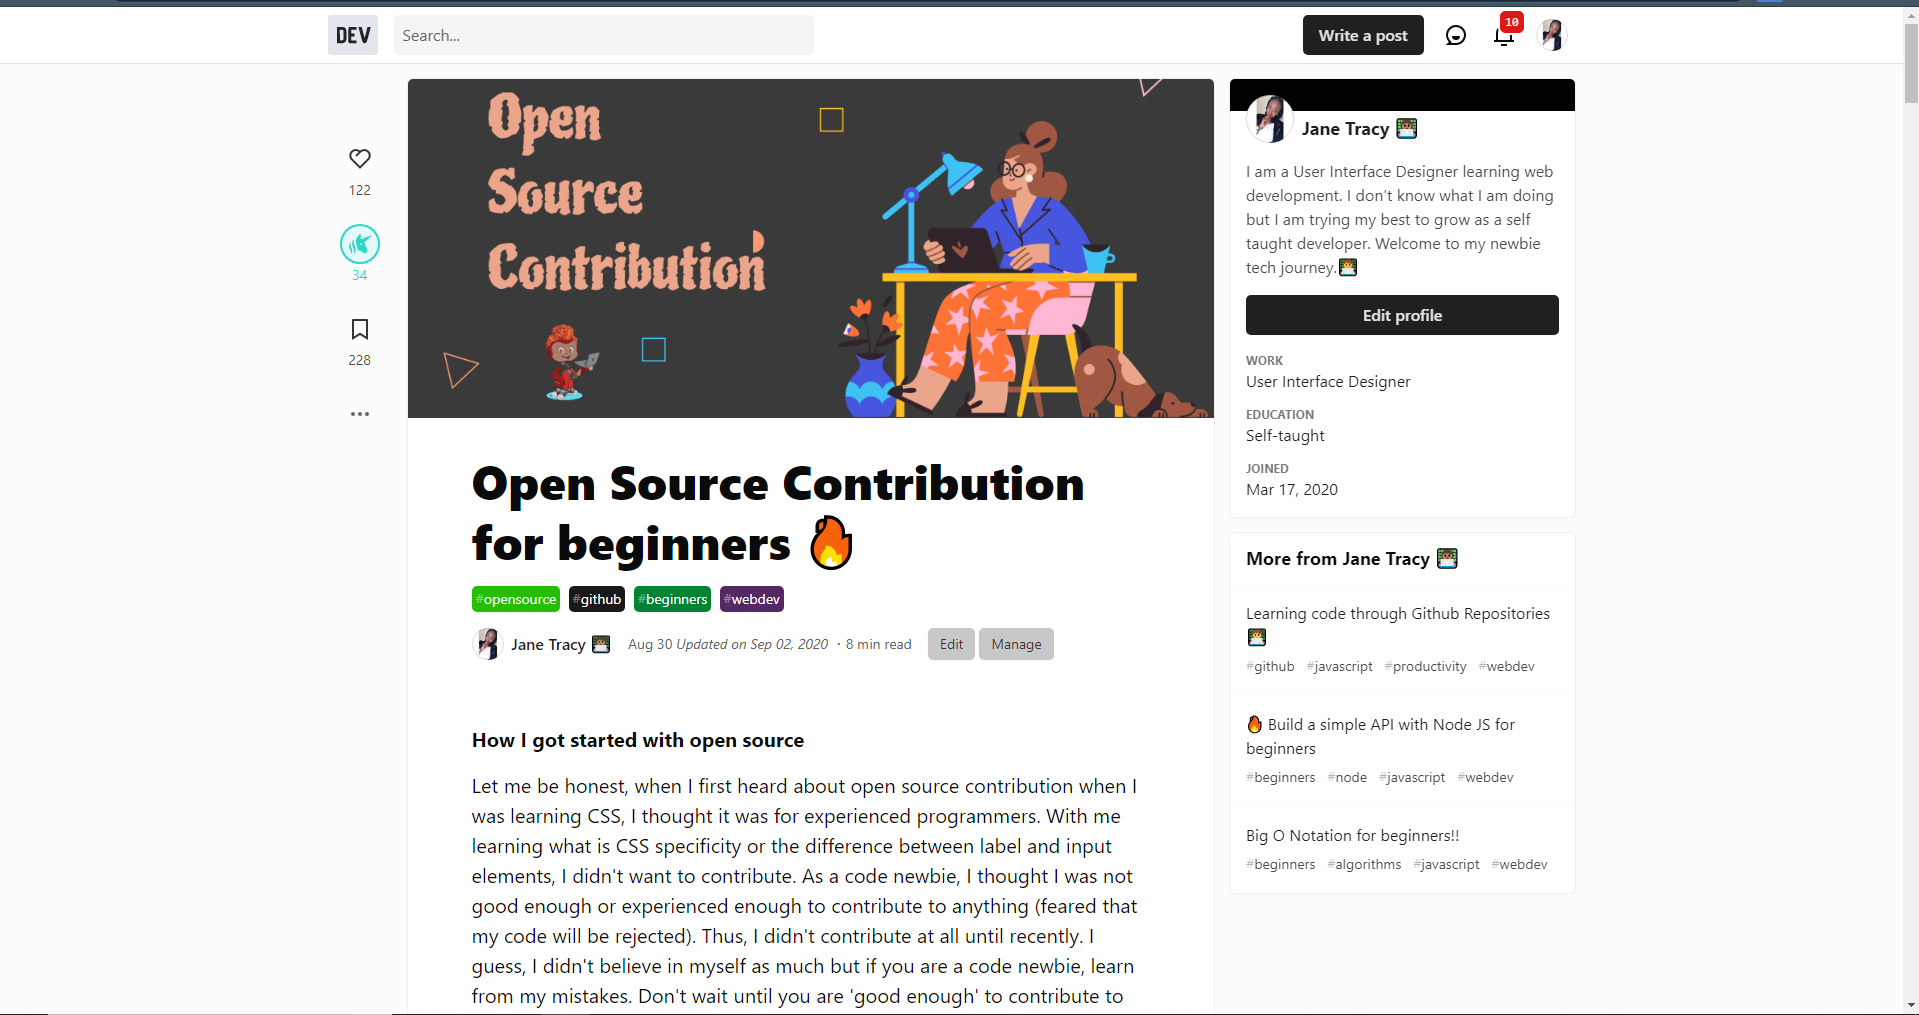 DEV
Search...
Write a post
10
122
34
228
Open
Source
Contribution
Open Source Contribution
for beginners 🔥
#opensource #github #beginners #webdev
Jane Tracy 👩🏾‍💻 Aug 30 Updated on Sep 02, 2020 · 8 min read Edit Manage
How I got started with open source
Let me be honest, when I first heard about open source contribution when I
was learning CSS, I thought it was for experienced programmers. With me
learning what is CSS specificity or the difference between label and input
elements, I didn't want to contribute. As a code newbie, I thought I was not
good enough or experienced enough to contribute to anything (feared that
my code will be rejected). Thus, I didn't contribute at all until recently. I
guess, I didn't believe in myself as much but if you are a code newbie, learn
from my mistakes. Don't wait until you are 'good enough' to contribute to
Jane Tracy 👩🏾‍💻
I am a User Interface Designer learning web
development. I don't know what I am doing
but I am trying my best to grow as a self
taught developer. Welcome to my newbie
tech journey.👩🏾‍💻
Edit profile
WORK
User Interface Designer
EDUCATION
Self-taught
JOINED
Mar 17, 2020
More from Jane Tracy 👩🏾‍💻
Learning code through Github Repositories
👩🏾‍💻
#github #javascript #productivity #webdev
🔥 Build a simple API with Node JS for
beginners
#beginners #node #javascript #webdev
Big O Notation for beginners!!
#beginners #algorithms #javascript #webdev